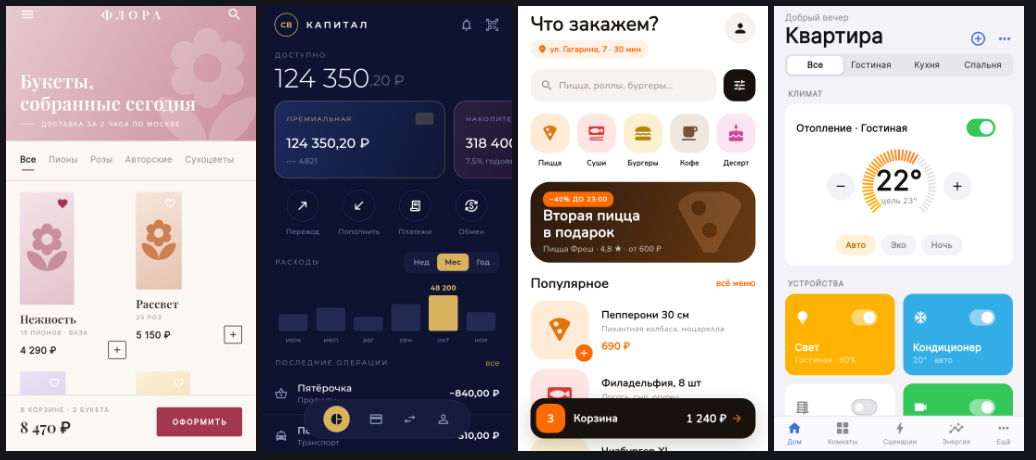 ФЛОРА
Букеты,
собранные сегодня
ДОСТАВКА ЗА 2 ЧАСА ПО МОСКВЕ
Все Пионы Розы Авторские Сухоцветы
Нежность
15 ПИОНОВ · ВАЗА
4 290 ₽
+
Рассвет
35 РОЗ
5 150 ₽
+
В КОРЗИНЕ · 2 БУКЕТА
8 470 ₽
ОФОРМИТЬ
СВ КАПИТАЛ
ДОСТУПНО
124 350,20 ₽
ПРЕМИАЛЬНАЯ
124 350,20 ₽
•••• 4821
НАКОПИТЕ
318 400
7,5% годов
Перевод Пополнить Платежи Обмен
РАСХОДЫ
Нед Мес Год
48 200
июн июл авг сен окт ноя
ПОСЛЕДНИЕ ОПЕРАЦИИ все
Пятёрочка
−840,00 ₽
Транспорт
Что закажем?
ул. Гагарина, 7 · 30 мин
Пицца, роллы, бургеры...
Пицца Суши Бургеры Кофе Десерт
−40% ДО 23:00
Вторая пицца
в подарок
Пицца Фреш · 4,8 ★ · от 600 ₽
Популярное всё меню
Пепперони 30 см
Пикантная колбаса, моцарелла
690 ₽
+
Филадельфия, 8 шт
3 Корзина 1 240 ₽ →
Добрый вечер
Квартира
Все Гостиная Кухня Спальня
КЛИМАТ
Отопление · Гостиная
−
22°
цель 23°
+
Авто Эко Ночь
УСТРОЙСТВА
Свет
Гостиная · 60%
Кондиционер
20° · авто
Дом Комнаты Сценарии Энергия Ещё